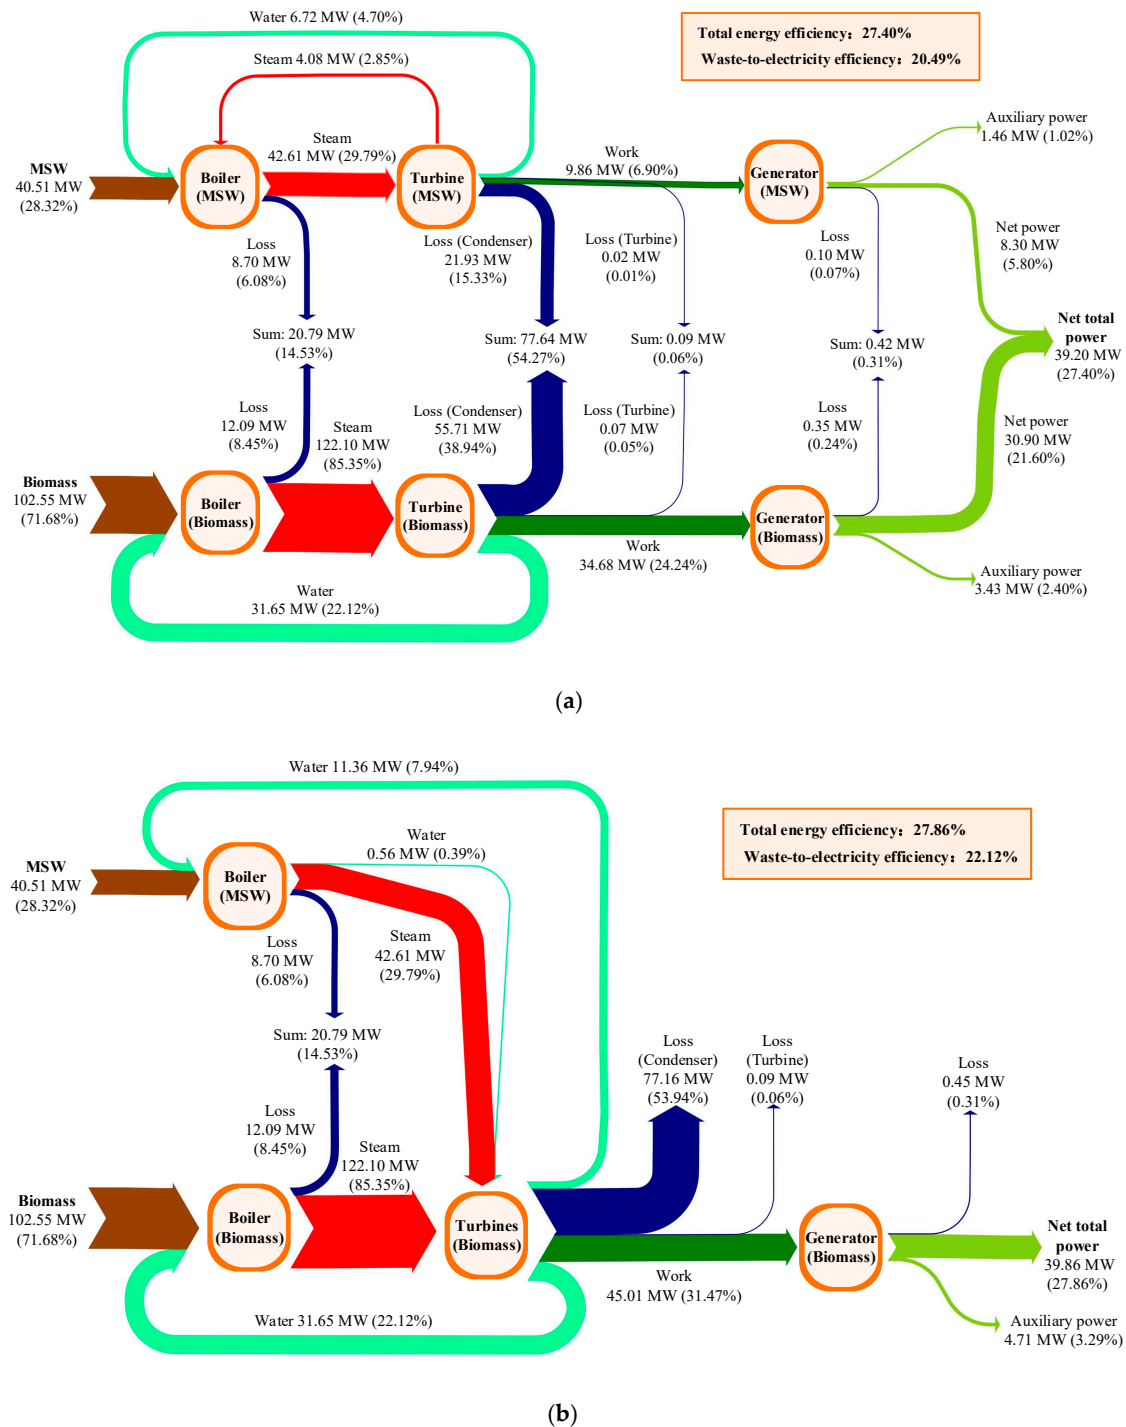 Water 6.72 MW (4.70%)
Total energy efficiency: 27.40%
Waste-to-electricity efficiency: 20.49%
Steam 4.08 MW (2.85%)
Auxiliary power
1.46 MW (1.02%)
MSW
40.51 MW
(28.32%)
Boiler
(MSW)
Steam
42.61 MW (29.79%)
Turbine
(MSW)
Work
9.86 MW (6.90%)
Generator
(MSW)
Loss
8.70 MW
(6.08%)
Loss (Condenser)
21.93 MW
(15.33%)
Loss (Turbine)
0.02 MW
(0.01%)
Loss
0.10 MW
(0.07%)
Net power
8.30 MW
(5.80%)
Sum: 20.79 MW
(14.53%)
Sum: 77.64 MW
(54.27%)
Sum: 0.09 MW
(0.06%)
Sum: 0.42 MW
(0.31%)
Net total
power
39.20 MW
(27.40%)
Loss
12.09 MW
(8.45%)
Steam
122.10 MW
(85.35%)
Loss (Condenser)
55.71 MW
(38.94%)
Loss (Turbine)
0.07 MW
(0.05%)
Loss
0.35 MW
(0.24%)
Net power
30.90 MW
(21.60%)
Biomass
102.55 MW
(71.68%)
Boiler
(Biomass)
Turbine
(Biomass)
Work
34.68 MW (24.24%)
Generator
(Biomass)
Auxiliary power
3.43 MW (2.40%)
Water
31.65 MW (22.12%)
(a)
Water 11.36 MW (7.94%)
Total energy efficiency: 27.86%
Waste-to-electricity efficiency: 22.12%
Water
0.56 MW (0.39%)
MSW
40.51 MW
(28.32%)
Boiler
(MSW)
Loss
8.70 MW
(6.08%)
Steam
42.61 MW
(29.79%)
Sum: 20.79 MW
(14.53%)
Loss
(Condenser)
77.16 MW
(53.94%)
Loss
(Turbine)
0.09 MW
(0.06%)
Loss
0.45 MW
(0.31%)
Loss
12.09 MW
(8.45%)
Steam
122.10 MW
(85.35%)
Biomass
102.55 MW
(71.68%)
Boiler
(Biomass)
Turbines
(Biomass)
Work
45.01 MW (31.47%)
Generator
(Biomass)
Net total
power
39.86 MW
(27.86%)
Auxiliary power
4.71 MW (3.29%)
Water 31.65 MW (22.12%)
(b)